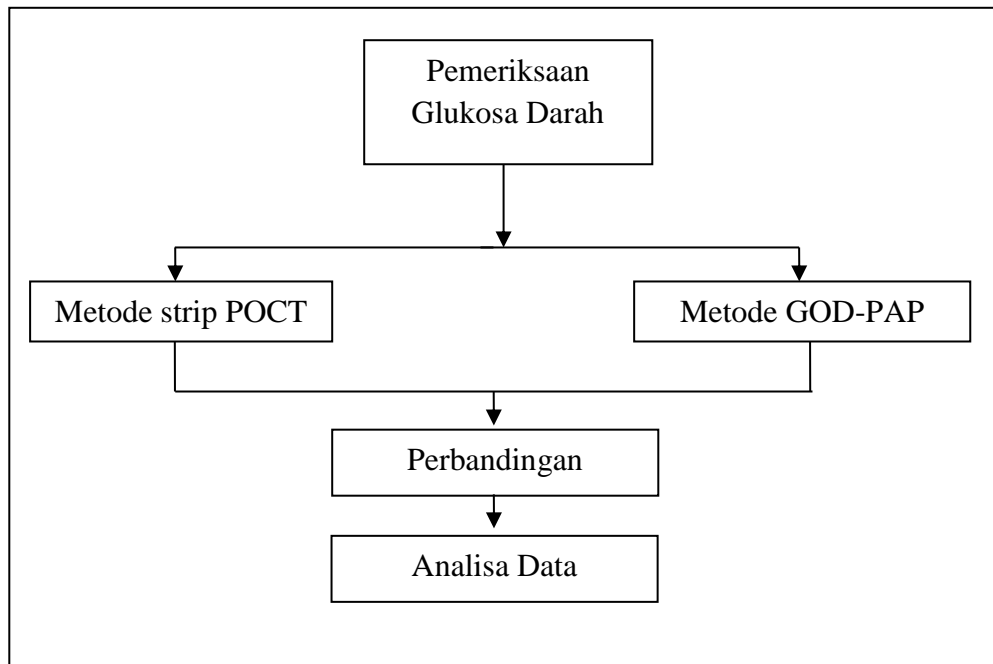 Pemeriksaan
Glukosa Darah
Metode strip POCT
Metode GOD-PAP
Perbandingan
Analisa Data